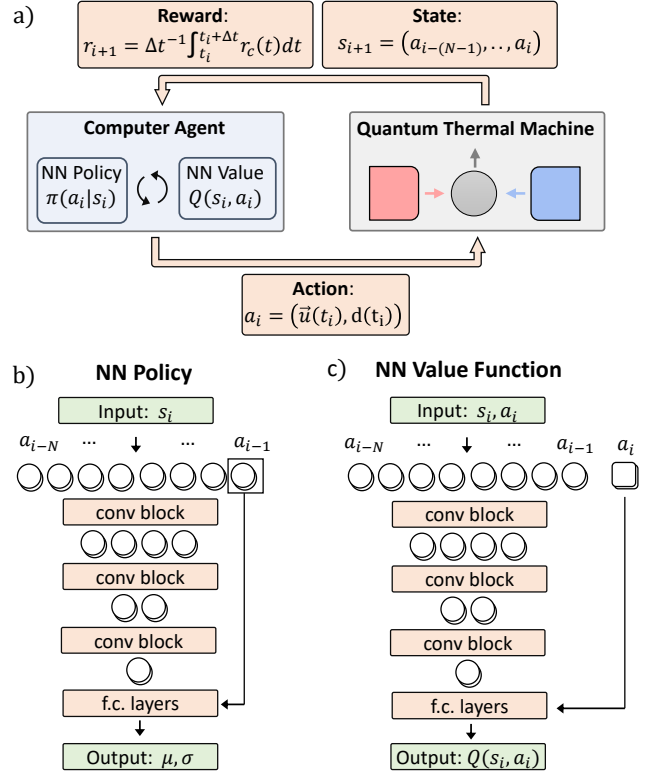 a)
Reward:
r_{i+1} = Δt^{-1} ∫_{t_i}^{t_i+Δt} r_c(t)dt
State:
s_{i+1} = (a_{i-(N-1)},‥, a_i)
Computer Agent
NN Policy
π(a_i|s_i)
NN Value
Q(s_i, a_i)
Quantum Thermal Machine
Action:
a_i = (u⃗(t_i), d(t_i))
b)
NN Policy
Input: s_i
a_{i-N} ... ... a_{i-1}
conv block
conv block
conv block
f.c. layers
Output: μ, σ
c)
NN Value Function
Input: s_i, a_i
a_{i-N} ... ... a_{i-1} a_i
conv block
conv block
conv block
f.c. layers
Output: Q(s_i, a_i)